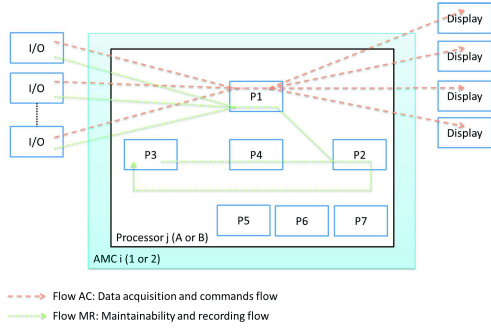 Display
I/O
Display
I/O
P1
Display
I/O
Display
P3
P4
P2
P5
P6
P7
Processor j (A or B)
AMC i (1 or 2)
Flow AC: Data acquisition and commands flow
Flow MR: Maintainability and recording flow